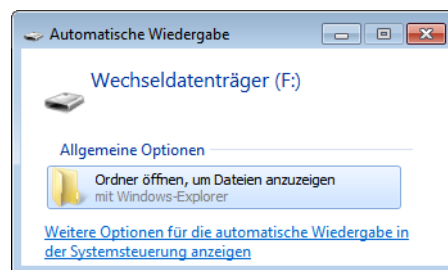 Automatische Wiedergabe
Wechseldatenträger (F:)
Allgemeine Optionen
Ordner öffnen, um Dateien anzuzeigen
mit Windows-Explorer
Weitere Optionen für die automatische Wiedergabe in
der Systemsteuerung anzeigen